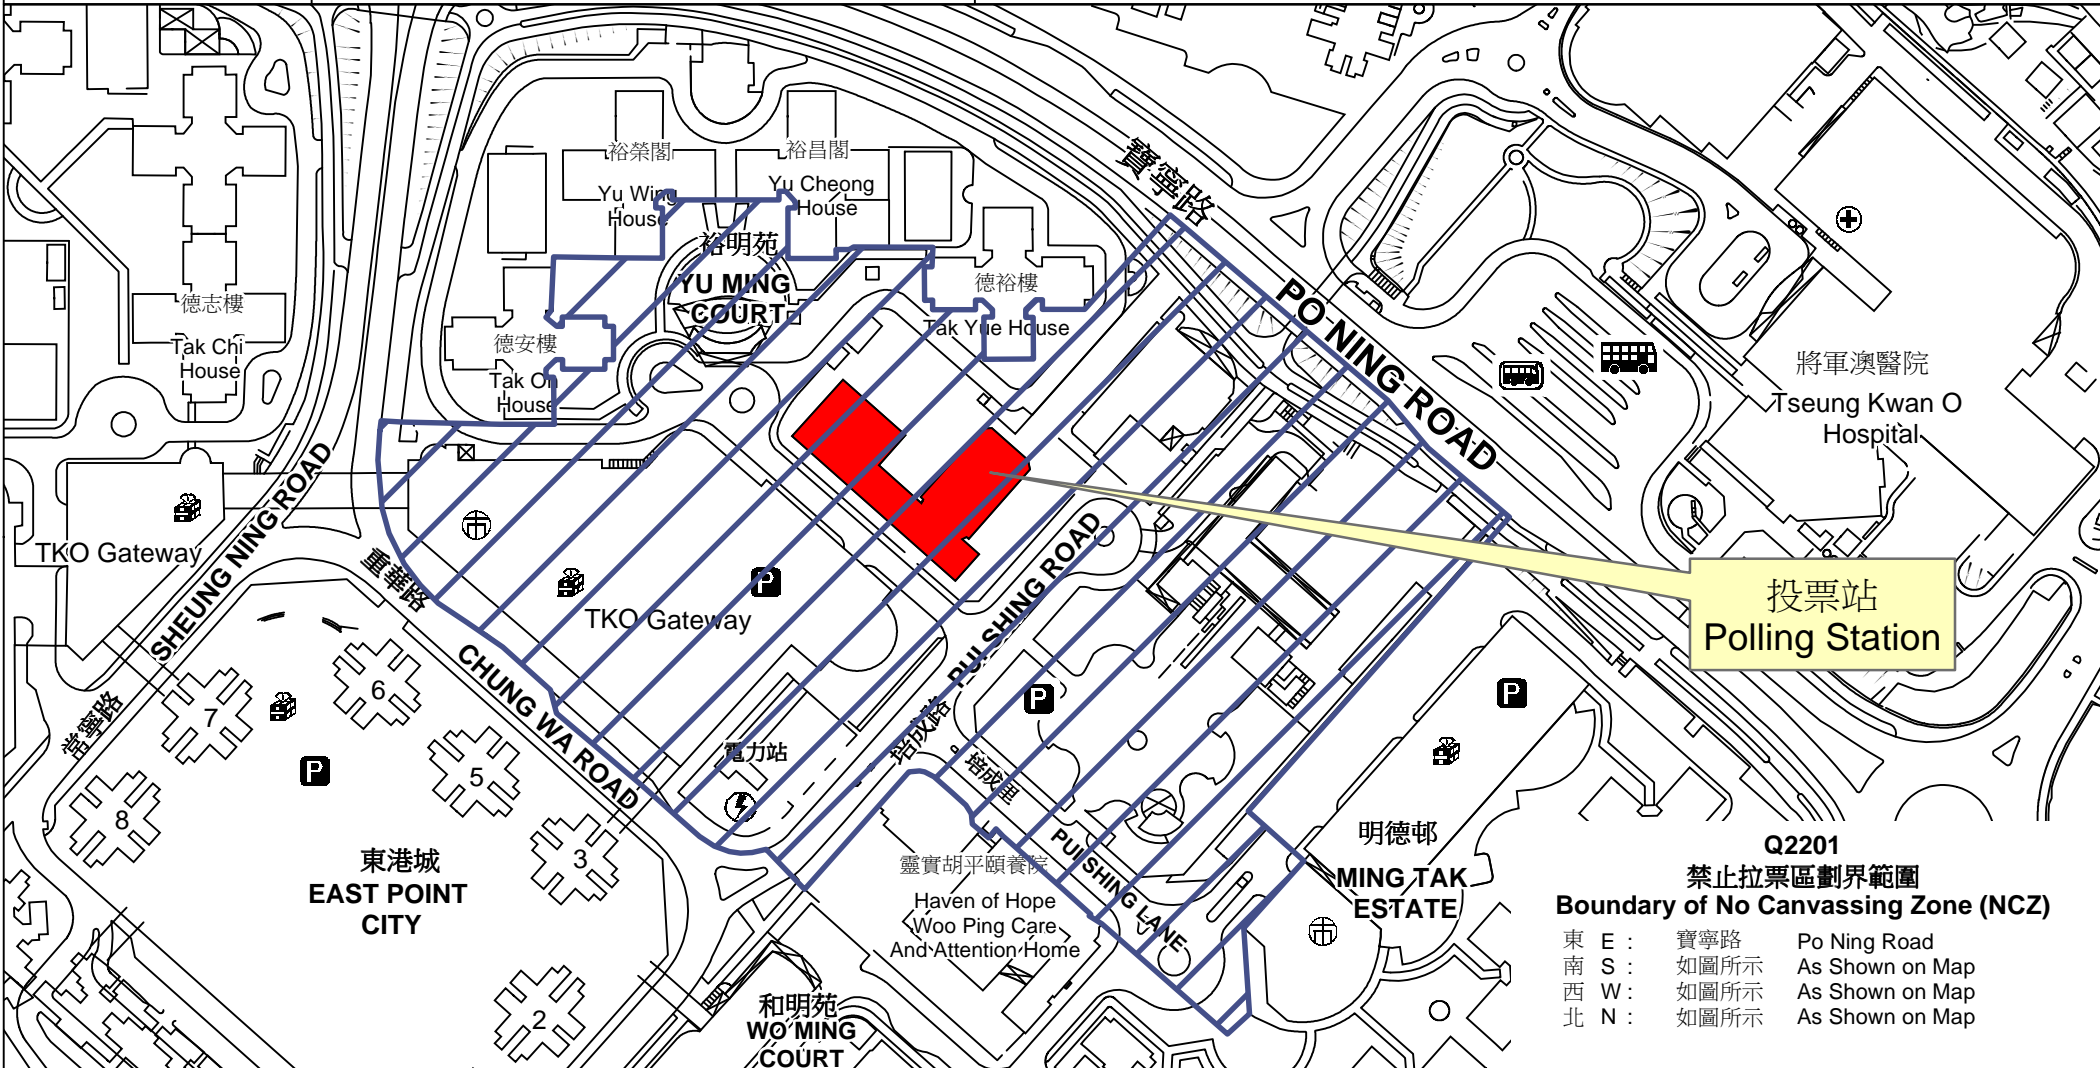 裕榮閣
Yu Wing
House
裕昌閣
Yu Cheong
House
寶寧路
裕明苑
YU MING
COURT
德裕樓
Tak Yue House
德志樓
Tak Chi
House
德安樓
Tak On
House
PO NING ROAD
將軍澳醫院
Tseung Kwan O
Hospital
SHEUNG NING ROAD
TKO Gateway
重華路
TKO Gateway
P
PUI SHING ROAD
投票站
Polling Station
CHUNG WA ROAD
常寧路
7
6
5
8
3
2
P
電力站
培成路
P
培成里
P
東港城
EAST POINT
CITY
靈實胡平頤養院
Haven of Hope
Woo Ping Care
And Attention Home
PUI SHING LANE
明德邨
MING TAK
ESTATE
和明苑
WO MING
COURT
Q2201
禁止拉票區劃界範圍
Boundary of No Canvassing Zone (NCZ)
東 E : 寶寧路 Po Ning Road
南 S : 如圖所示 As Shown on Map
西 W : 如圖所示 As Shown on Map
北 N : 如圖所示 As Shown on Map